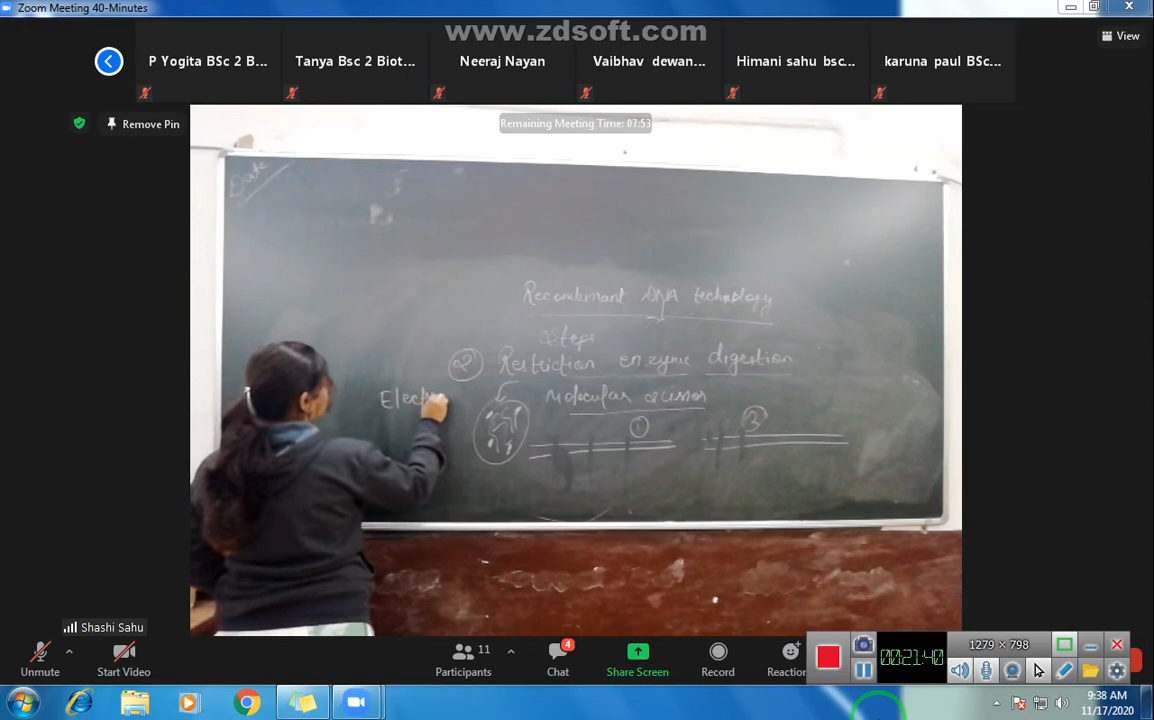 Zoom Meeting 40-Minutes
www.zdsoft.com
View
P Yogita BSc 2 B...
Tanya Bsc 2 Biot...
Neeraj Nayan
Vaibhav dewan...
Himani sahu bsc...
karuna paul BSc...
Remove Pin
Remaining Meeting Time: 07:53
Date
Recombinant DNA technology
Steps
② Restriction enzyme digestion
Molecular scissor
Elect
①
③
Shashi Sahu
Unmute
Start Video
11
Participants
4
Chat
Share Screen
Record
Reaction
00:21:40
1279 × 798
9:38 AM
11/17/2020